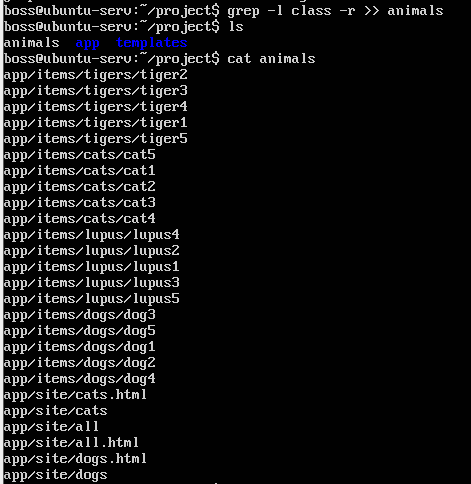 boss@ubuntu-serv:~/project$ grep -l class -r >> animals
boss@ubuntu-serv:~/project$ ls
animals app templates
boss@ubuntu-serv:~/project$ cat animals
app/items/tigers/tiger2
app/items/tigers/tiger3
app/items/tigers/tiger4
app/items/tigers/tiger1
app/items/tigers/tiger5
app/items/cats/cat5
app/items/cats/cat1
app/items/cats/cat2
app/items/cats/cat3
app/items/cats/cat4
app/items/lupus/lupus4
app/items/lupus/lupus2
app/items/lupus/lupus1
app/items/lupus/lupus3
app/items/lupus/lupus5
app/items/dogs/dog3
app/items/dogs/dog5
app/items/dogs/dog1
app/items/dogs/dog2
app/items/dogs/dog4
app/site/cats.html
app/site/cats
app/site/all
app/site/all.html
app/site/dogs.html
app/site/dogs